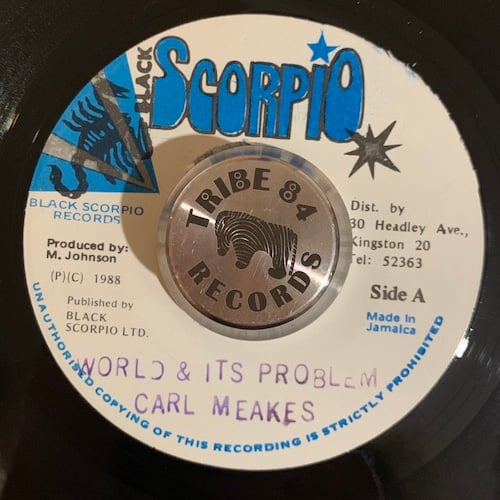 BLACK
SCORPIO
BLACK SCORPIO
RECORDS
TRIBE 84
RECORDS
Dist. by
30 Headley Ave.,
Kingston 20
Tel: 52363
Produced by:
M. Johnson
(P)(C) 1988
Published by
BLACK
SCORPIO LTD.
Side A
Made in
Jamaica
WORLD & ITS PROBLEM
CARL MEAKES
UNAUTHORISED COPYING OF THIS RECORDING IS STRICTLY PROHIBITED